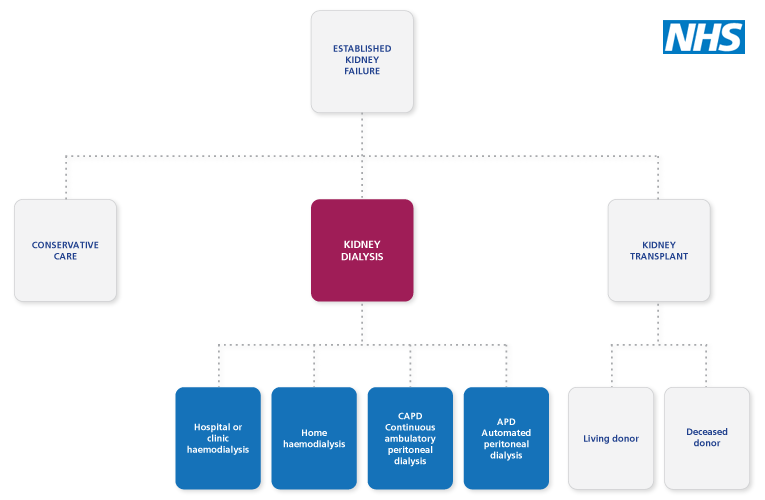 ESTABLISHED
KIDNEY
FAILURE
NHS
CONSERVATIVE
CARE
KIDNEY
DIALYSIS
KIDNEY
TRANSPLANT
Hospital or
clinic
haemodialysis
Home
haemodialysis
CAPD
Continuous
ambulatory
peritoneal
dialysis
APD
Automated
peritoneal
dialysis
Living donor
Deceased
donor